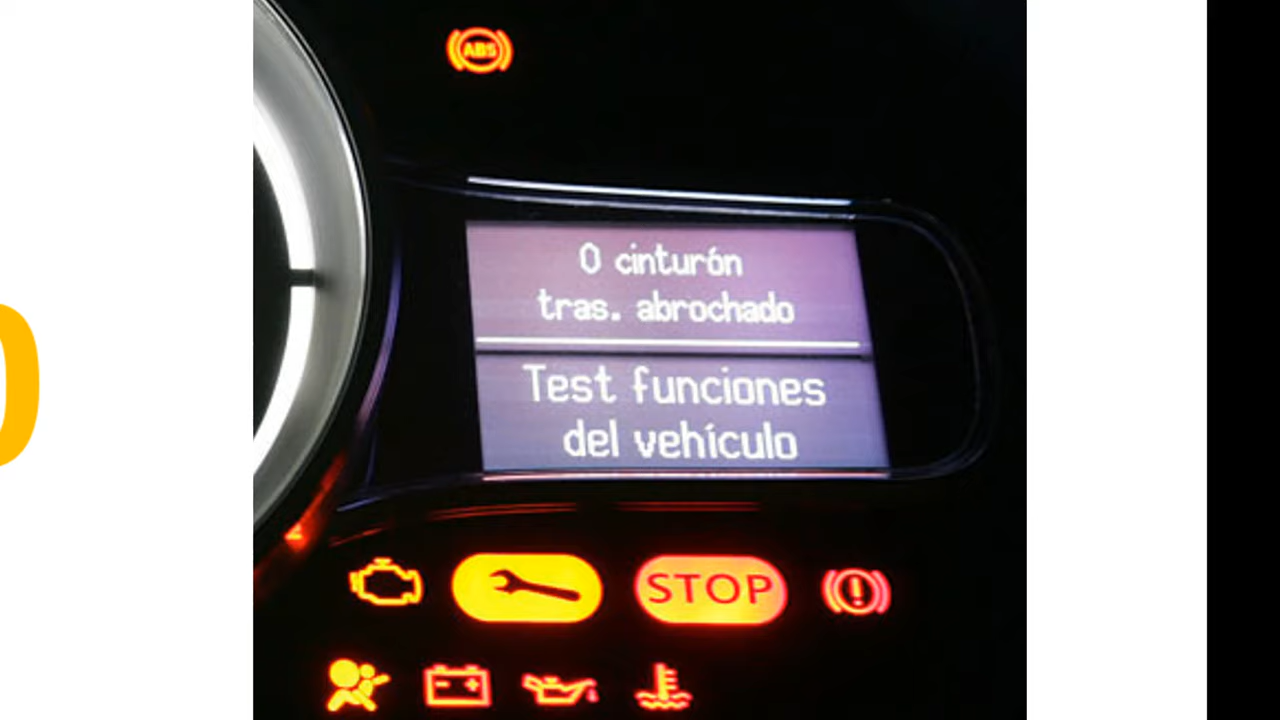 ABS
0 cinturón
tras. abrochado
Test funciones
del vehículo
STOP